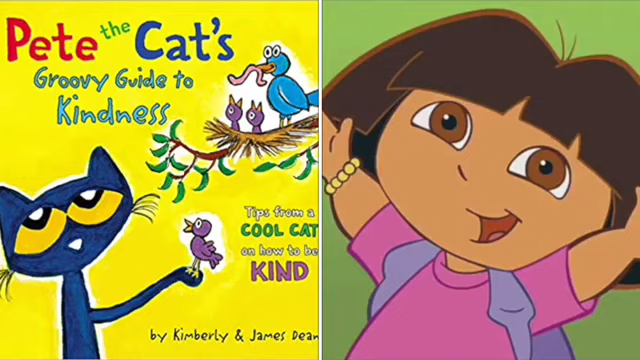 Pete the Cat's
Groovy Guide to
Kindness
Tips from a
COOL CAT
on how to be
KIND
by Kimberly & James Dean